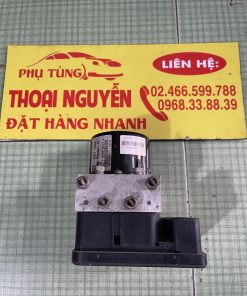 PHỤ TÙNG
THOẠI NGUYỄN
ĐẶT HÀNG NHANH
LIÊN HỆ:
02.466.599.788
0968.33.88.39